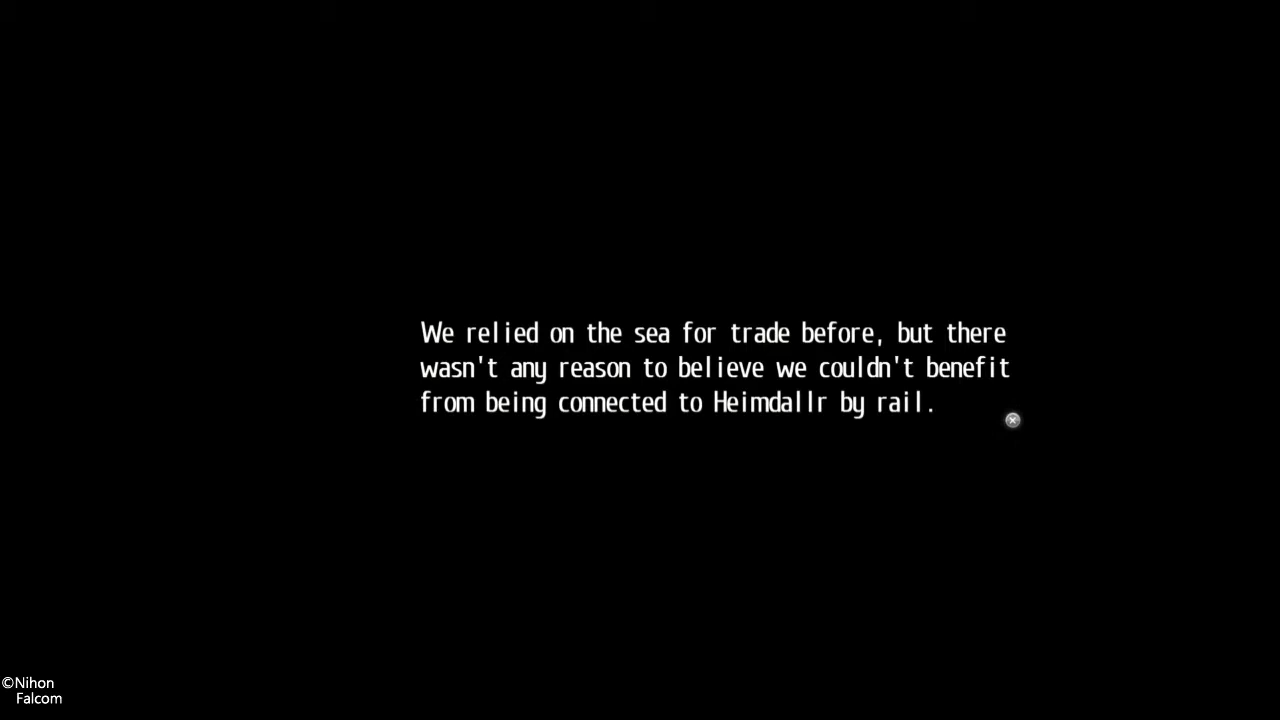 We relied on the sea for trade before, but there
wasn't any reason to believe we couldn't benefit
from being connected to Heimdallr by rail.
©Nihon
Falcom